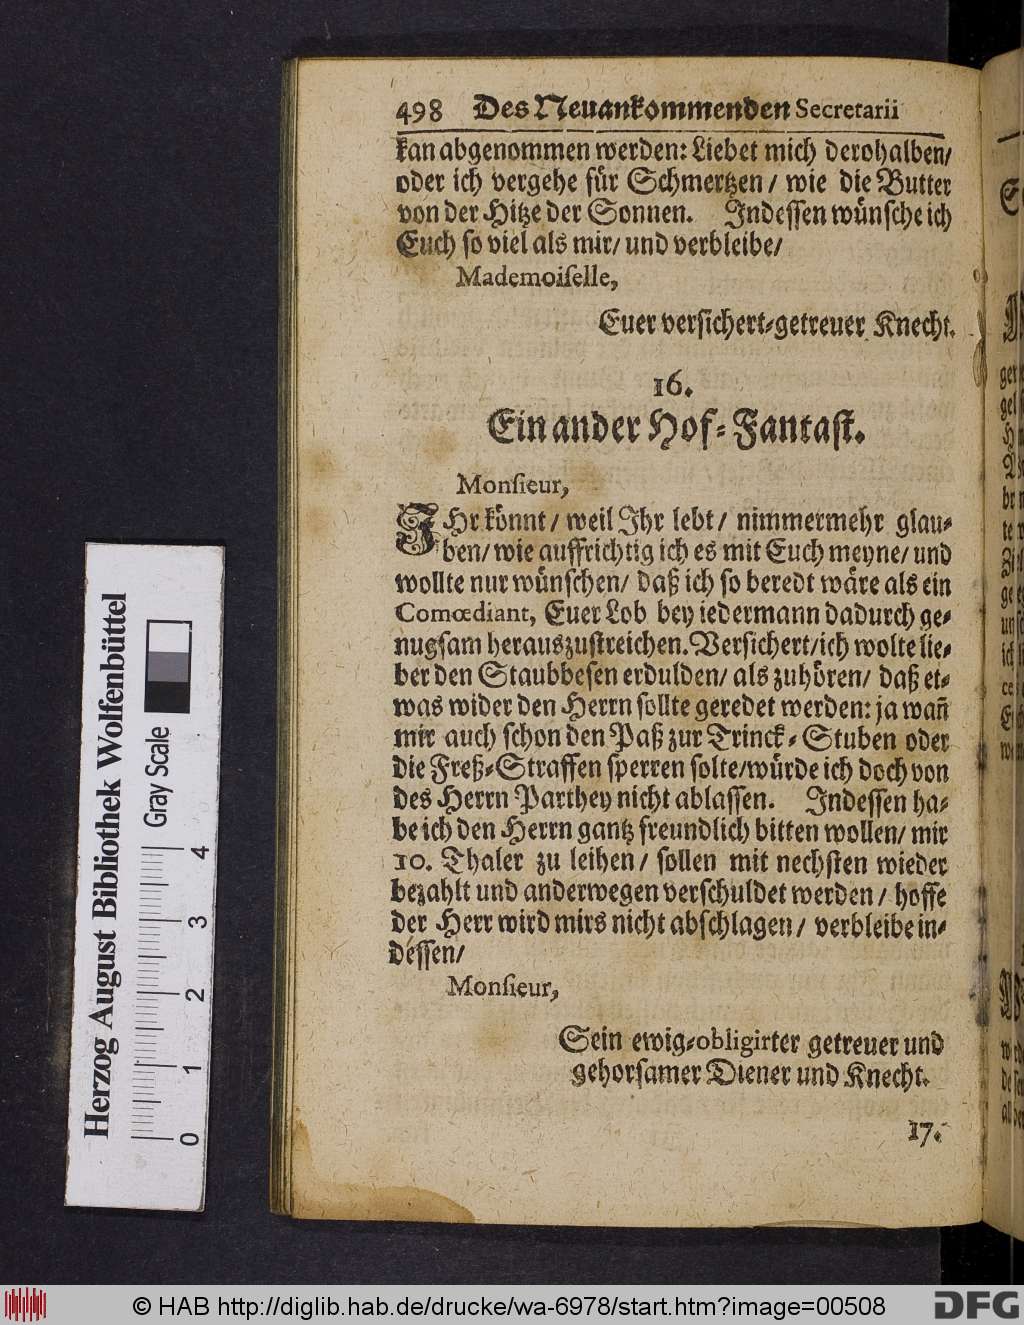 498 Des Neuankommenden Secretarii
kan abgenommen werden: Liebet mich derohalben/
oder ich vergehe für Schmertzen/ wie die Butter
von der Hitze der Sonnen. Indessen wünsche ich
Euch so viel als mir/ und verbleibe/
Mademoiſelle,
Euer versichert-getreuer Knecht.
16.
Ein ander Hof-Fantast.
Monſieur,
IHr könnt/ weil Ihr lebt/ nimmermehr glau-
ben/ wie auffrichtig ich es mit Euch meyne/ und
wollte nur wünschen/ daß ich so beredt wäre als ein
Comœdiant, Euer Lob bey iedermann dadurch ge-
nugsam herauszustreichen. Versichert/ ich wolte lie-
ber den Staubbesen erdulden/ als zuhören/ daß et-
was wider den Herrn sollte geredet werden: ja wañ
mir auch schon den Paß zur Trinck-Stuben oder
die Freß-Straffen sperren solte/ würde ich doch von
des Herrn Parthey nicht ablassen. Indessen ha-
be ich den Herrn gantz freundlich bitten wollen/ mir
10. Thaler zu leihen/ sollen mit nechsten wieder
bezahlt und anderwegen verschuldet werden/ hoffe
der Herr wird mirs nicht abschlagen/ verbleibe in-
dessen/
Monſieur,
Sein ewig-obligirter getreuer und
gehorsamer Diener und Knecht.
17.
Herzog August Bibliothek Wolfenbüttel
Gray Scale
0 1 2 3 4
© HAB http://diglib.hab.de/drucke/wa-6978/start.htm?image=00508
DFG